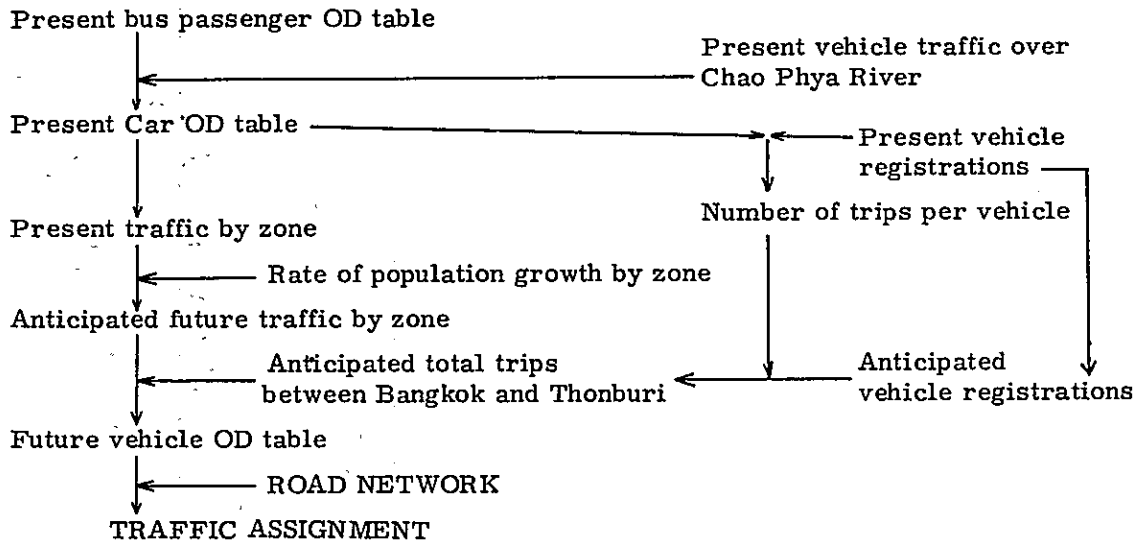 Present bus passenger OD table
Present vehicle traffic over
Chao Phya River
Present Car OD table
Present vehicle
registrations
Number of trips per vehicle
Present traffic by zone
Rate of population growth by zone
Anticipated future traffic by zone
Anticipated total trips
between Bangkok and Thonburi
Anticipated
vehicle registrations
Future vehicle OD table
ROAD NETWORK
TRAFFIC ASSIGNMENT